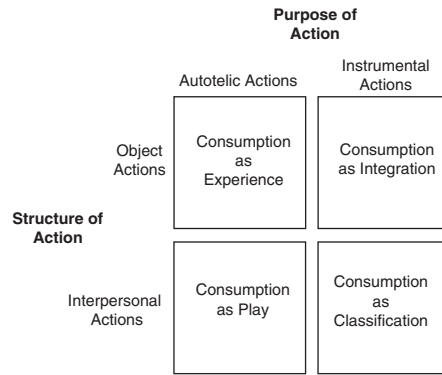 Purpose of
Action
Autotelic Actions
Instrumental
Actions
Object
Actions
Consumption
as
Experience
Consumption
as Integration
Structure of
Action
Interpersonal
Actions
Consumption
as Play
Consumption
as
Classification